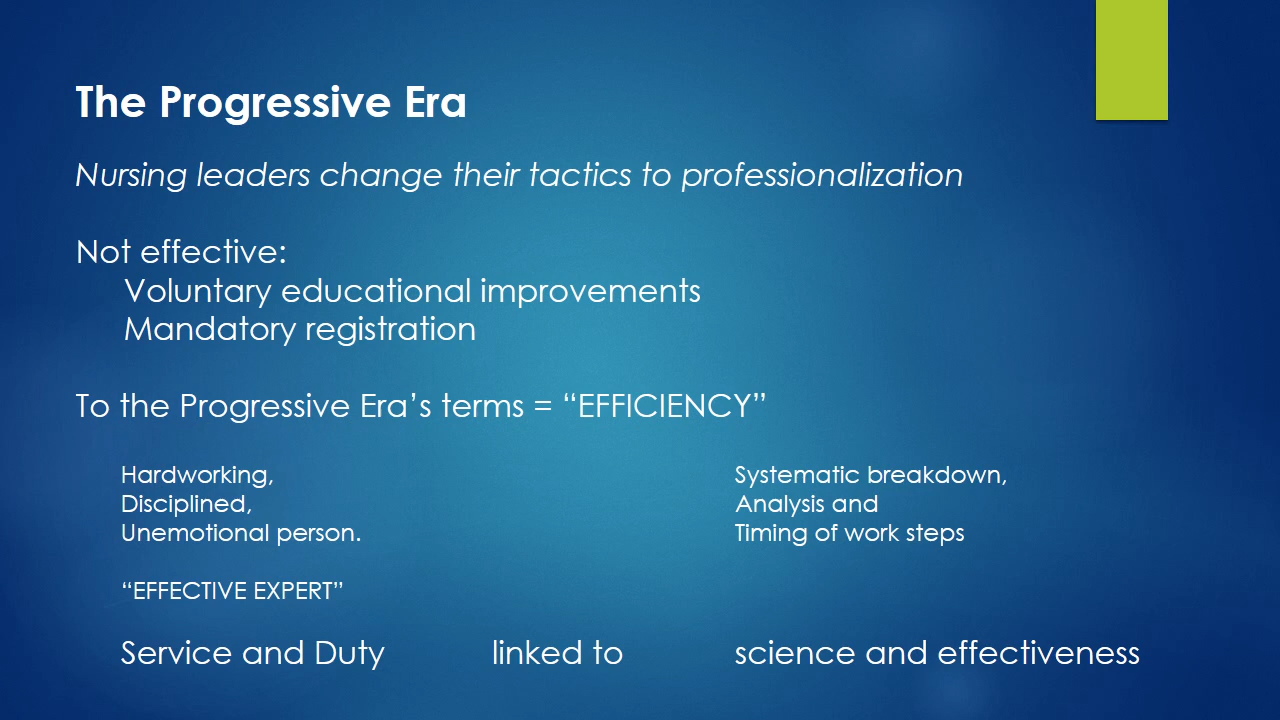 The Progressive Era
Nursing leaders change their tactics to professionalization
Not effective:
Voluntary educational improvements
Mandatory registration
To the Progressive Era’s terms = “EFFICIENCY”
Hardworking,
Disciplined,
Unemotional person.
“EFFECTIVE EXPERT”
Systematic breakdown,
Analysis and
Timing of work steps
Service and Duty linked to science and effectiveness